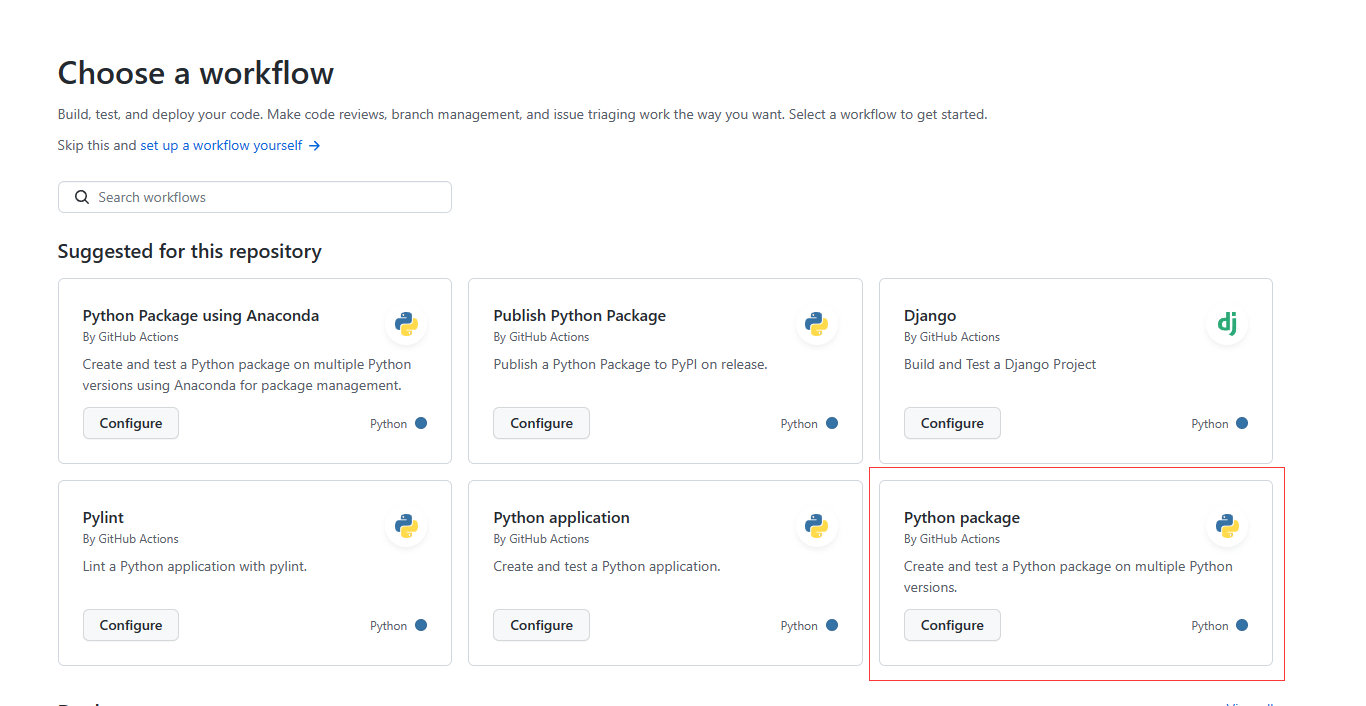 Choose a workflow
Build, test, and deploy your code. Make code reviews, branch management, and issue triaging work the way you want. Select a workflow to get started.
Skip this and set up a workflow yourself →
Search workflows
Suggested for this repository
Python Package using Anaconda
By GitHub Actions
Create and test a Python package on multiple Python
versions using Anaconda for package management.
Configure
Python
Publish Python Package
By GitHub Actions
Publish a Python Package to PyPI on release.
Configure
Python
Django
By GitHub Actions
dj
Build and Test a Django Project
Configure
Python
Pylint
By GitHub Actions
Lint a Python application with pylint.
Configure
Python
Python application
By GitHub Actions
Create and test a Python application.
Configure
Python
Python package
By GitHub Actions
Create and test a Python package on multiple Python
versions.
Configure
Python